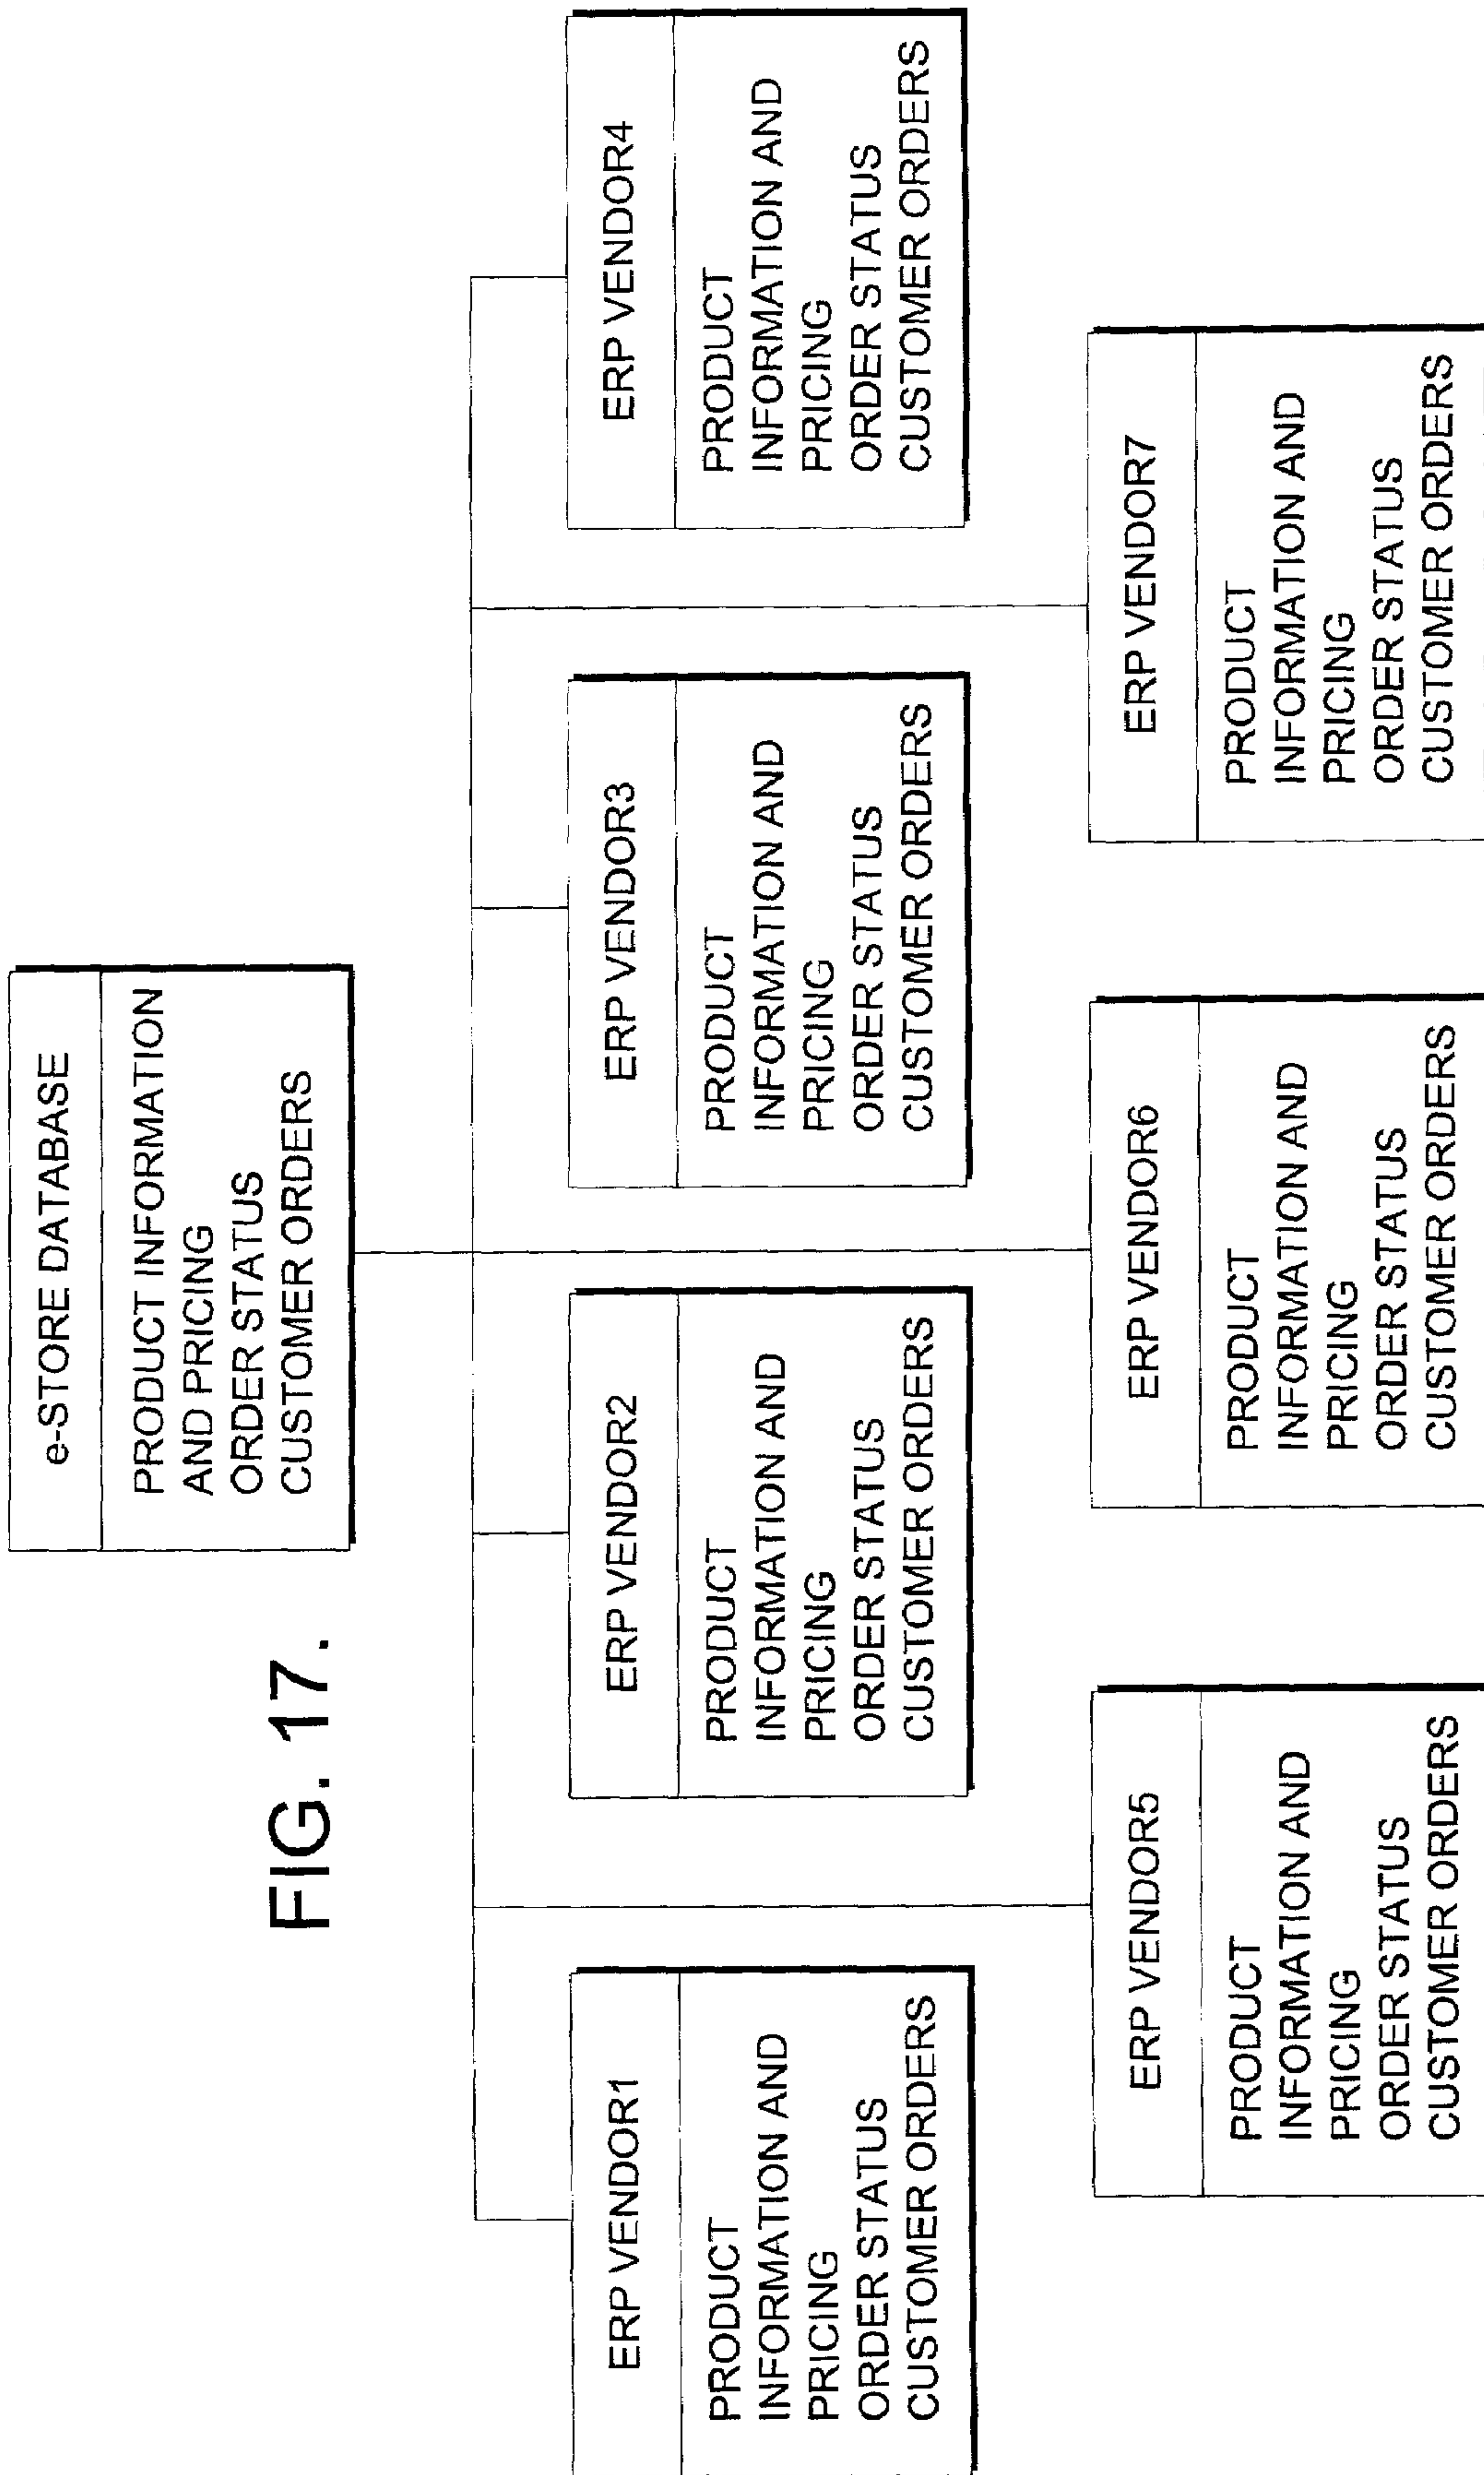 FIG. 17.
e-STORE DATABASE
PRODUCT INFORMATION
AND PRICING
ORDER STATUS
CUSTOMER ORDERS
ERP VENDOR1
PRODUCT
INFORMATION AND
PRICING
ORDER STATUS
CUSTOMER ORDERS
ERP VENDOR2
PRODUCT
INFORMATION AND
PRICING
ORDER STATUS
CUSTOMER ORDERS
ERP VENDOR3
PRODUCT
INFORMATION AND
PRICING
ORDER STATUS
CUSTOMER ORDERS
ERP VENDOR4
PRODUCT
INFORMATION AND
PRICING
ORDER STATUS
CUSTOMER ORDERS
ERP VENDOR5
PRODUCT
INFORMATION AND
PRICING
ORDER STATUS
CUSTOMER ORDERS
ERP VENDOR6
PRODUCT
INFORMATION AND
PRICING
ORDER STATUS
CUSTOMER ORDERS
ERP VENDOR7
PRODUCT
INFORMATION AND
PRICING
ORDER STATUS
CUSTOMER ORDERS